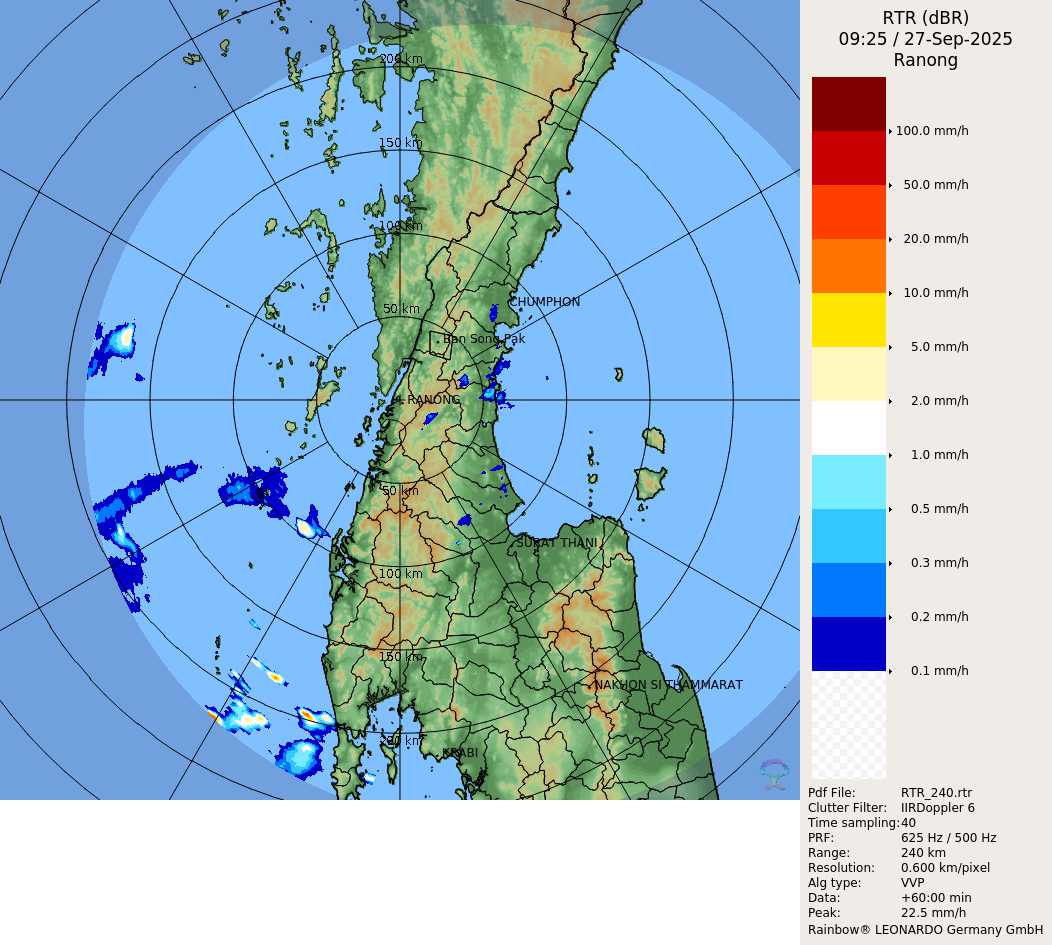 RTR (dBR)
09:25 / 27-Sep-2025
Ranong
200 km
150 km
100 km
50 km
CHUMPHON
Ban Song Pak
RANONG
50 km
SURAT THANI
100 km
150 km
NAKHON SI THAMMARAT
200 km
KRABI
100.0 mm/h
50.0 mm/h
20.0 mm/h
10.0 mm/h
5.0 mm/h
2.0 mm/h
1.0 mm/h
0.5 mm/h
0.3 mm/h
0.2 mm/h
0.1 mm/h
Pdf File: RTR_240.rtr
Clutter Filter: IIRDoppler 6
Time sampling:40
PRF: 625 Hz / 500 Hz
Range: 240 km
Resolution: 0.600 km/pixel
Alg type: VVP
Data: +60:00 min
Peak: 22.5 mm/h
Rainbow® LEONARDO Germany GmbH